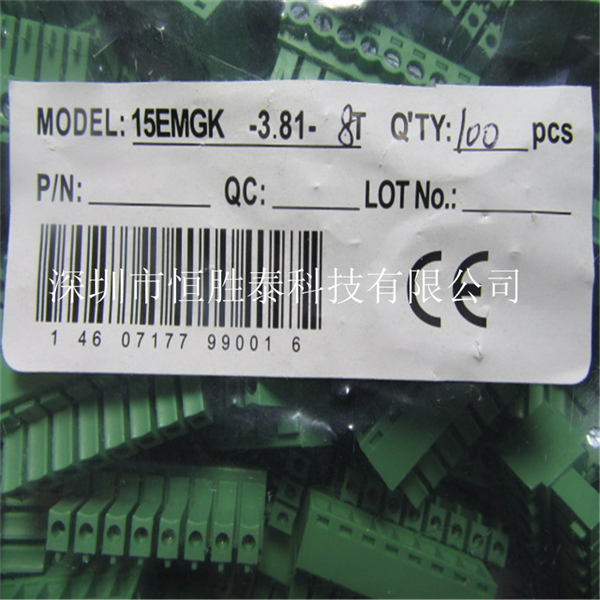 MODEL: 15EMGK -3.81- 8T Q'TY: 100 pcs
P/N: QC: LOT No.:
深圳市恒胜泰科技有限公司
CE
1 46 07177 99001 6